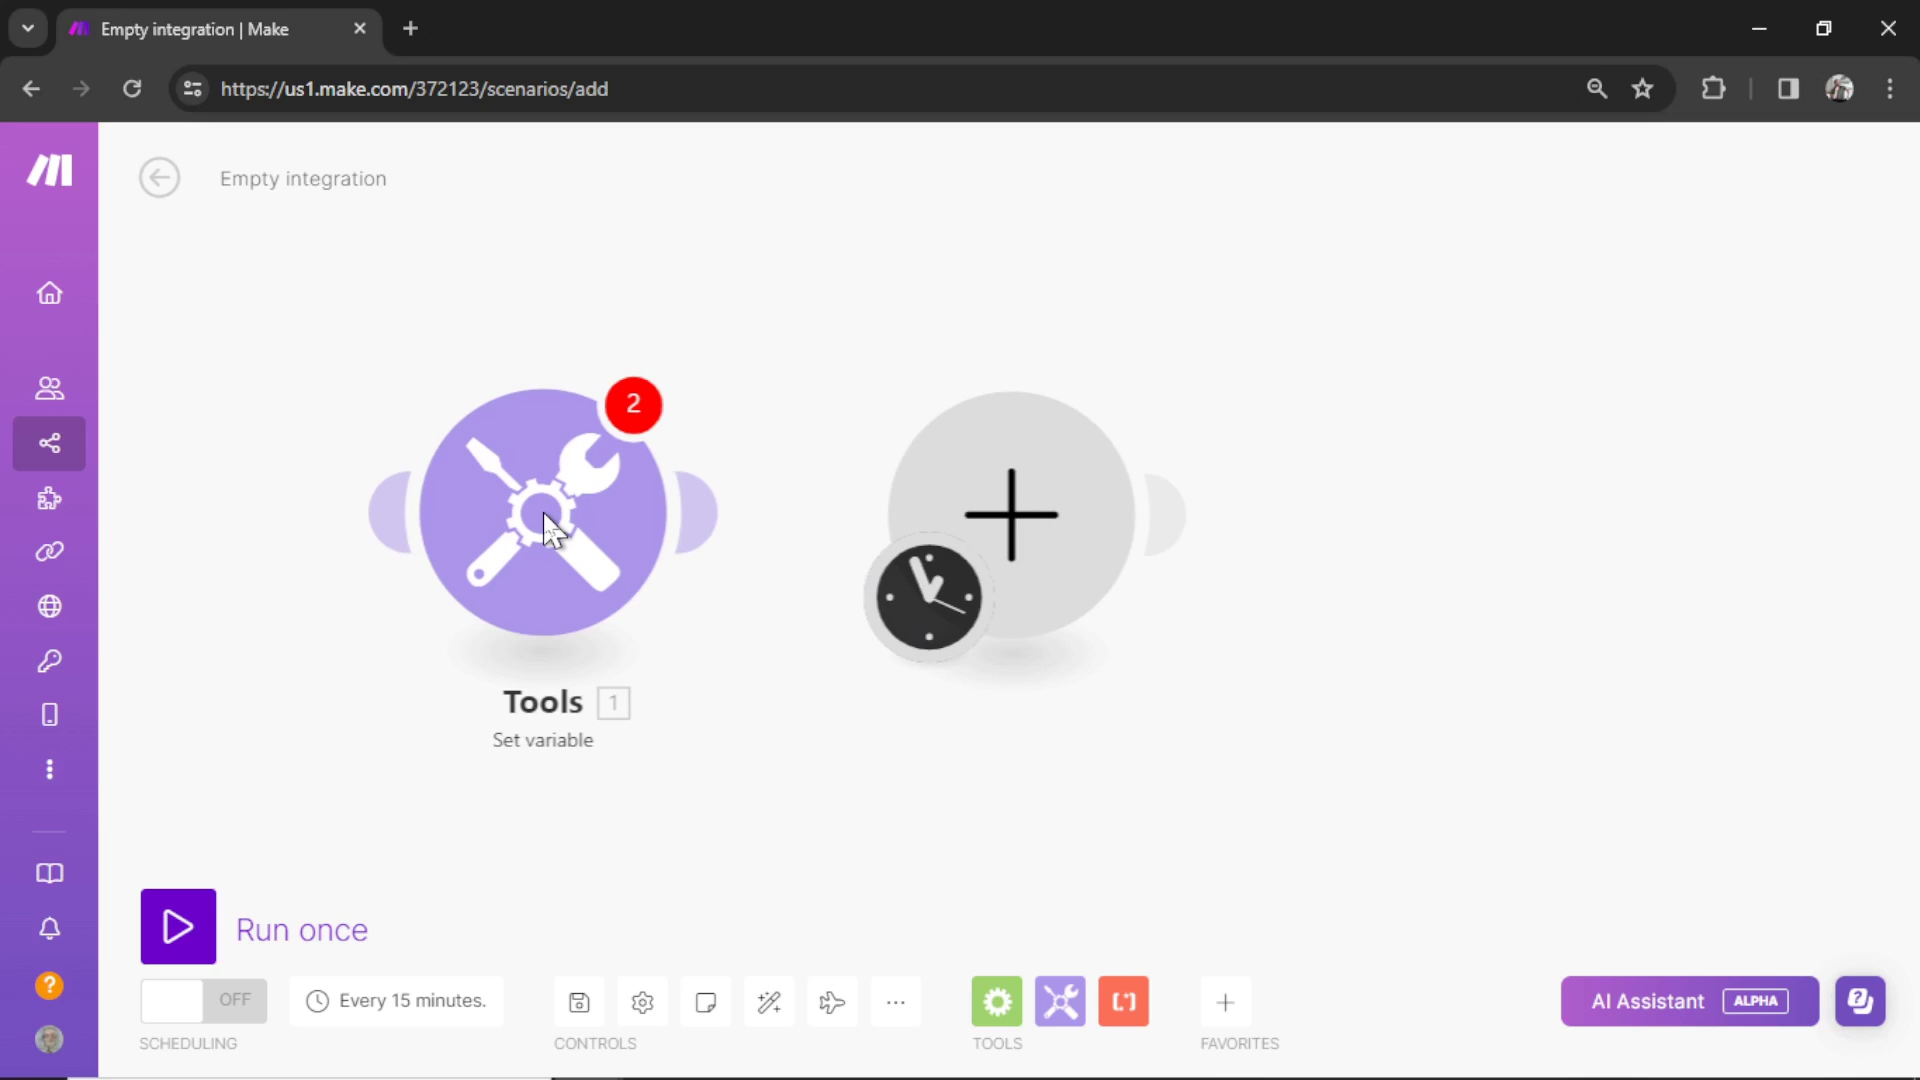 Empty integration | Make
https://us1.make.com/372123/scenarios/add
Empty integration
2
Tools 1
Set variable
Run once
OFF
Every 15 minutes.
AI Assistant ALPHA
SCHEDULING
CONTROLS
TOOLS
FAVORITES